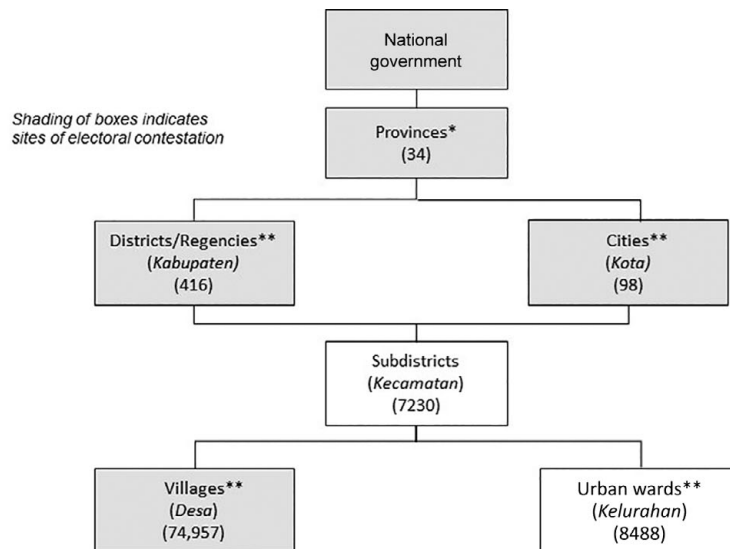 National
government
Shading of boxes indicates
sites of electoral contestation
Provinces*
(34)
Districts/Regencies**
(Kabupaten)
(416)
Cities**
(Kota)
(98)
Subdistricts
(Kecamatan)
(7230)
Villages**
(Desa)
(74,957)
Urban wards**
(Kelurahan)
(8488)